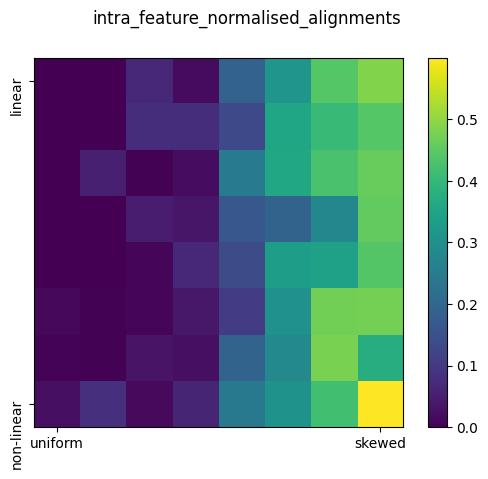 intra_feature_normalised_alignments
linear
non-linear
uniform
skewed
0.5
0.4
0.3
0.2
0.1
0.0